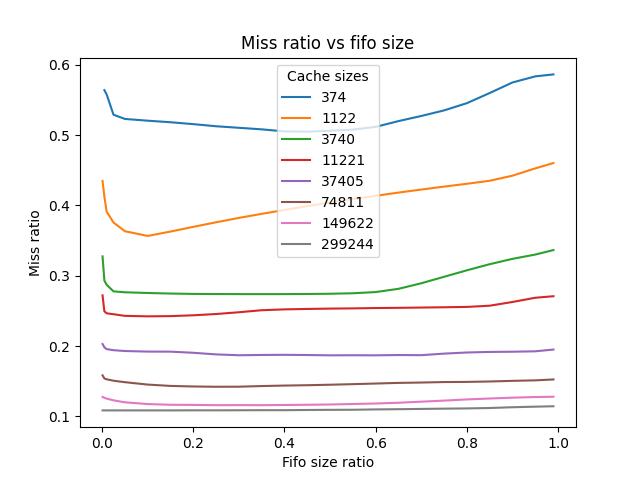 Miss ratio vs fifo size
Cache sizes
374
1122
3740
11221
37405
74811
149622
299244
Miss ratio
0.6
0.5
0.4
0.3
0.2
0.1
0.0 0.2 0.4 0.6 0.8 1.0
Fifo size ratio